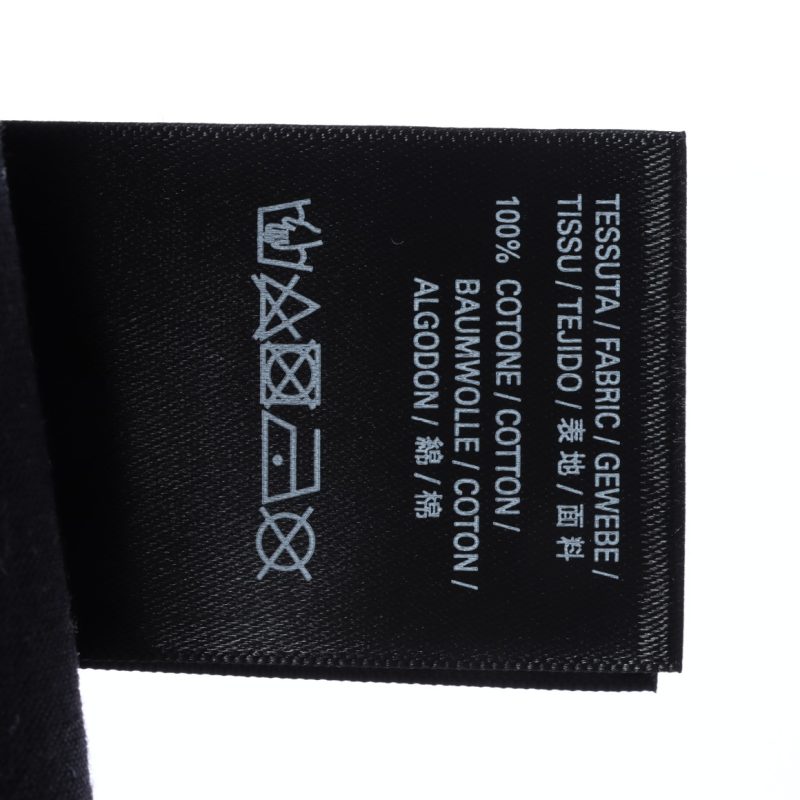 TESSUTA / FABRIC / GEWEBE /
TISSU / TEJIDO / 表地 / 面料
100% COTONE / COTTON /
BAUMWOLLE / COTON /
ALGODON / 綿 / 棉